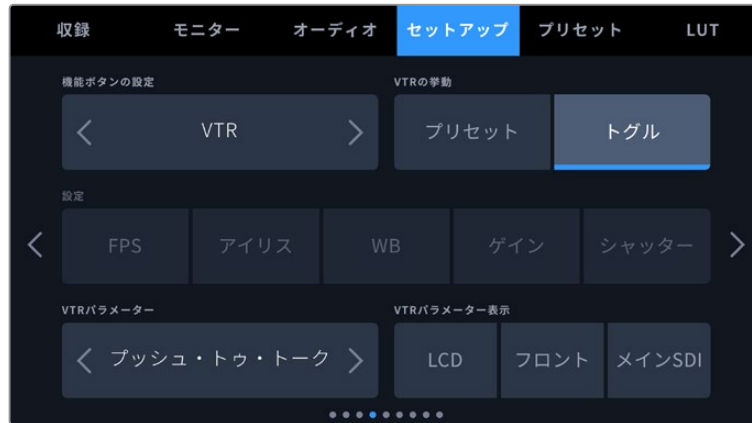 収録 モニター オーディオ セットアップ プリセット LUT
機能ボタンの設定 VTRの挙動
VTR プリセット トグル
設定
FPS アイリス WB ゲイン シャッター
VTRパラメーター VTRパラメーター表示
プッシュ・トゥ・トーク LCD フロント メインSDI